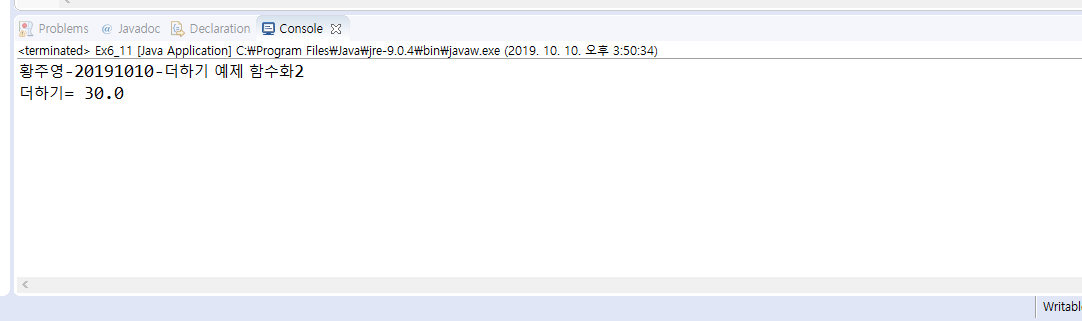 Problems @ Javadoc Declaration Console
<terminated> Ex6_11 [Java Application] C:₩Program Files₩Java₩jre-9.0.4₩bin₩javaw.exe (2019. 10. 10. 오후 3:50:34)
황주영-20191010-더하기 예제 함수화2
더하기= 30.0